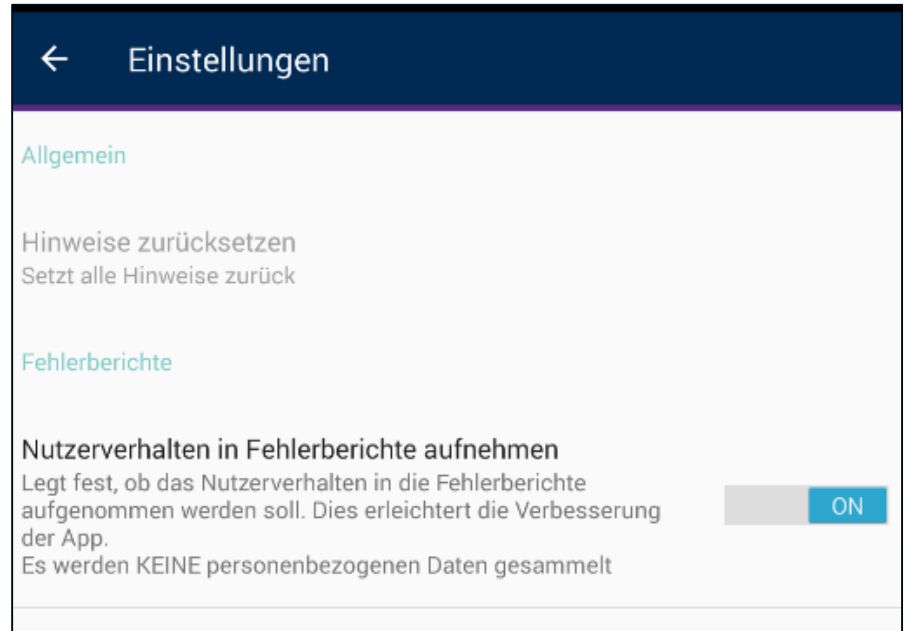 Einstellungen
Allgemein
Hinweise zurücksetzen
Setzt alle Hinweise zurück
Fehlerberichte
Nutzerverhalten in Fehlerberichte aufnehmen
Legt fest, ob das Nutzerverhalten in die Fehlerberichte
aufgenommen werden soll. Dies erleichtert die Verbesserung
der App.
Es werden KEINE personenbezogenen Daten gesammelt
ON